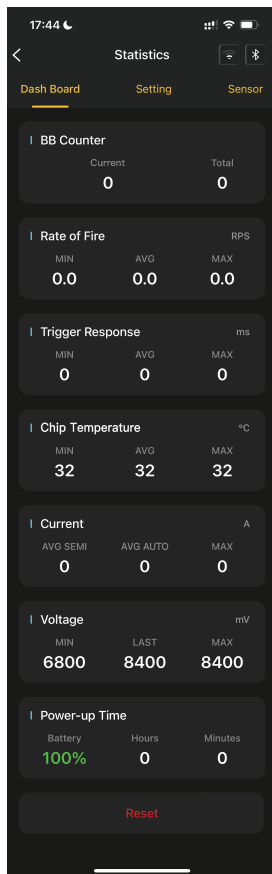 17:44
Statistics
Dash Board Setting Sensor
BB Counter
Current Total
0 0
Rate of Fire RPS
MIN AVG MAX
0.0 0.0 0.0
Trigger Response ms
MIN AVG MAX
0 0 0
Chip Temperature °C
MIN AVG MAX
32 32 32
Current A
AVG SEMI AVG AUTO MAX
0 0 0
Voltage mV
MIN LAST MAX
6800 8400 8400
Power-up Time
Battery Hours Minutes
100% 0 0
Reset